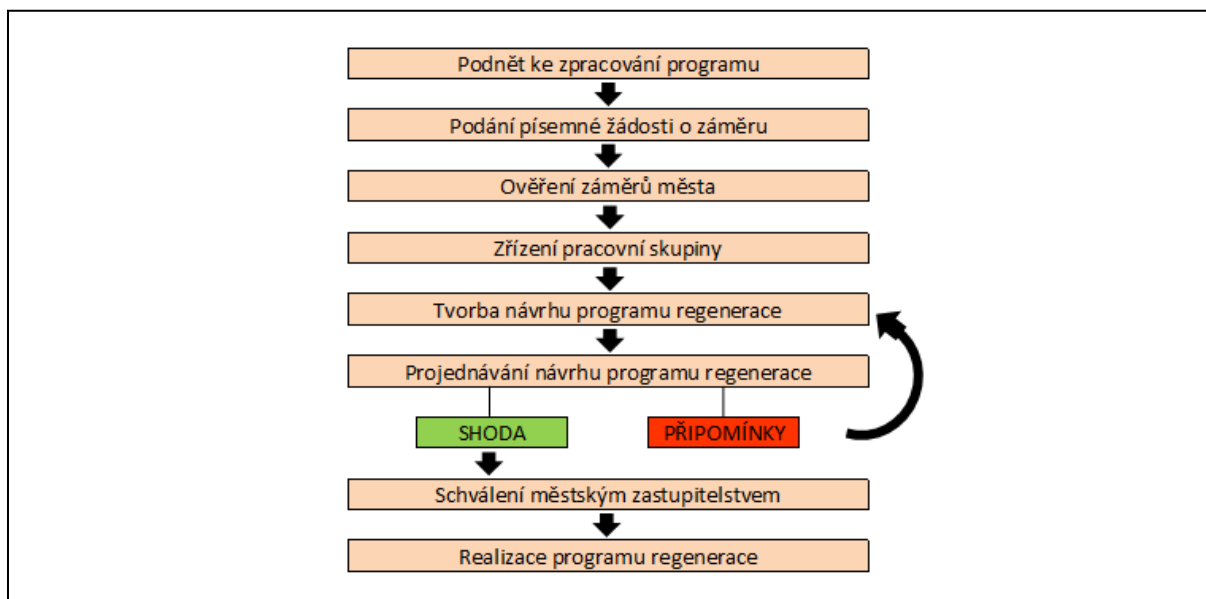 Podnět ke zpracování programu
Podání písemné žádosti o záměru
Ověření záměrů města
Zřízení pracovní skupiny
Tvorba návrhu programu regenerace
Projednávání návrhu programu regenerace
SHODA
PŘIPOMÍNKY
Schválení městským zastupitelstvem
Realizace programu regenerace